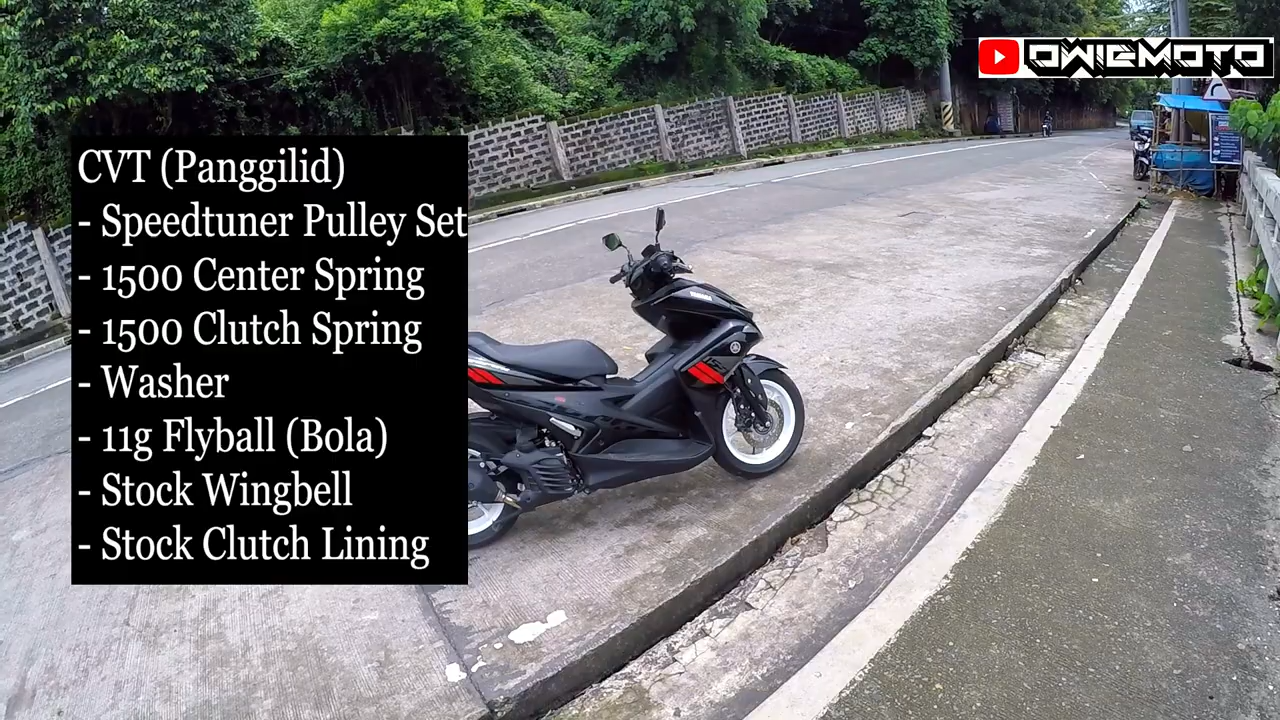 OWIEMOTO
CVT (Panggilid)
- Speedtuner Pulley Set
- 1500 Center Spring
- 1500 Clutch Spring
- Washer
- 11g Flyball (Bola)
- Stock Wingbell
- Stock Clutch Lining
YAMAHA